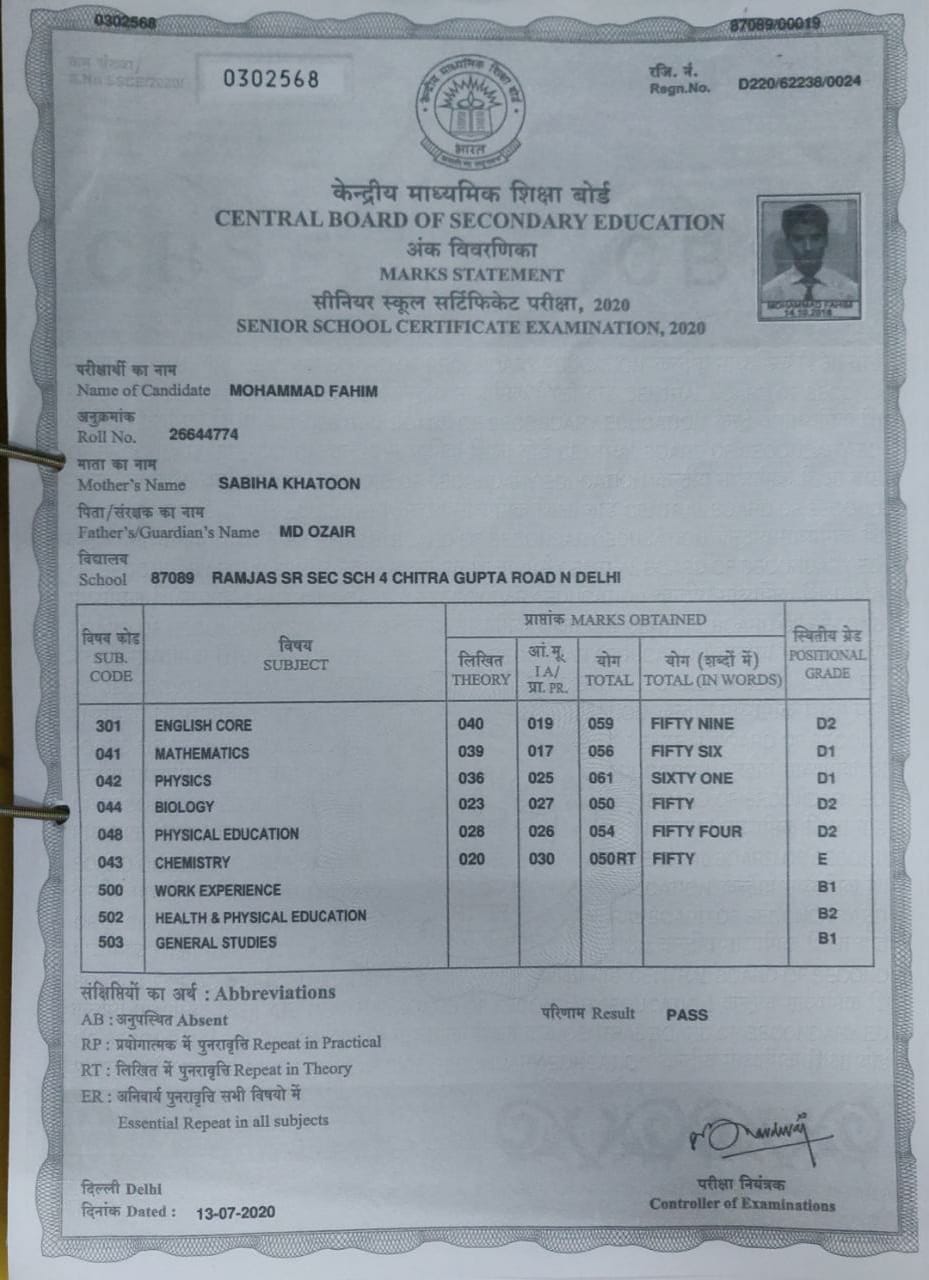 0302568
87089/00019
0302568
रजि. नं.
Regn.No. D220/62238/0024
भारत
केन्द्रीय माध्यमिक शिक्षा बोर्ड
CENTRAL BOARD OF SECONDARY EDUCATION
अंक विवरणिका
MARKS STATEMENT
सीनियर स्कूल सर्टिफिकेट परीक्षा, 2020
SENIOR SCHOOL CERTIFICATE EXAMINATION, 2020
MOHAMMAD FAHIM
परीक्षार्थी का नाम
Name of Candidate MOHAMMAD FAHIM
अनुक्रमांक
Roll No. 26644774
माता का नाम
Mother's Name SABIHA KHATOON
पिता/संरक्षक का नाम
Father's/Guardian's Name MD OZAIR
विद्यालय
School 87089 RAMJAS SR SEC SCH 4 CHITRA GUPTA ROAD N DELHI
विषय कोड SUB. CODE विषय SUBJECT प्राप्तांक MARKS OBTAINED स्थितीय ग्रेड POSITIONAL GRADE
लिखित THEORY आं.मू. I A/ प्रा. PR. योग TOTAL योग (शब्दों में) TOTAL (IN WORDS)
301 ENGLISH CORE 040 019 059 FIFTY NINE D2
041 MATHEMATICS 039 017 056 FIFTY SIX D1
042 PHYSICS 036 025 061 SIXTY ONE D1
044 BIOLOGY 023 027 050 FIFTY D2
048 PHYSICAL EDUCATION 028 026 054 FIFTY FOUR D2
043 CHEMISTRY 020 030 050RT FIFTY E
500 WORK EXPERIENCE B1
502 HEALTH & PHYSICAL EDUCATION B2
503 GENERAL STUDIES B1
संक्षिप्तियों का अर्थ : Abbreviations
AB : अनुपस्थित Absent
परिणाम Result PASS
RP : प्रयोगात्मक में पुनरावृत्ति Repeat in Practical
RT : लिखित में पुनरावृत्ति Repeat in Theory
ER : अनिवार्य पुनरावृत्ति सभी विषयो में
Essential Repeat in all subjects
दिल्ली Delhi
दिनांक Dated : 13-07-2020
परीक्षा नियंत्रक
Controller of Examinations